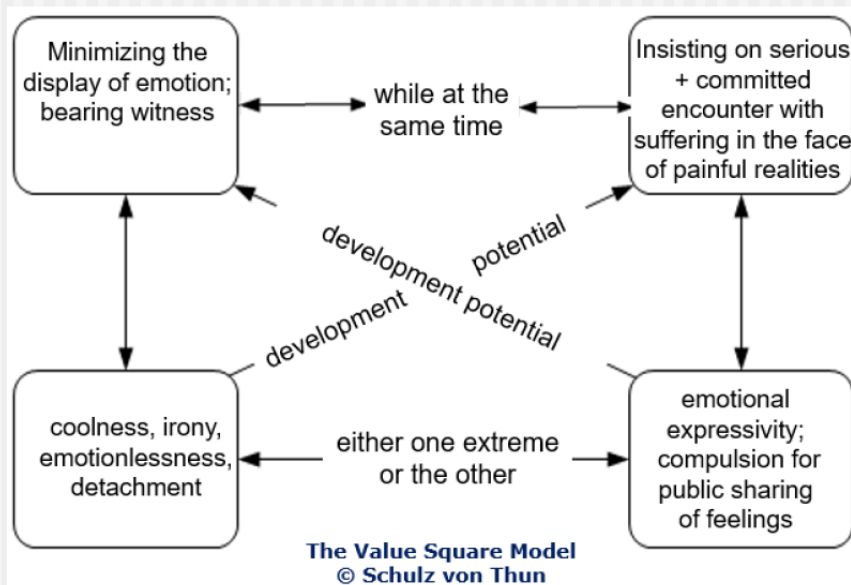 Minimizing the
display of emotion;
bearing witness
while at the
same time
Insisting on serious
+ committed
encounter with
suffering in the face
of painful realities
development potential
development potential
coolness, irony,
emotionlessness,
detachment
either one extreme
or the other
emotional
expressivity;
compulsion for
public sharing
of feelings
The Value Square Model
© Schulz von Thun